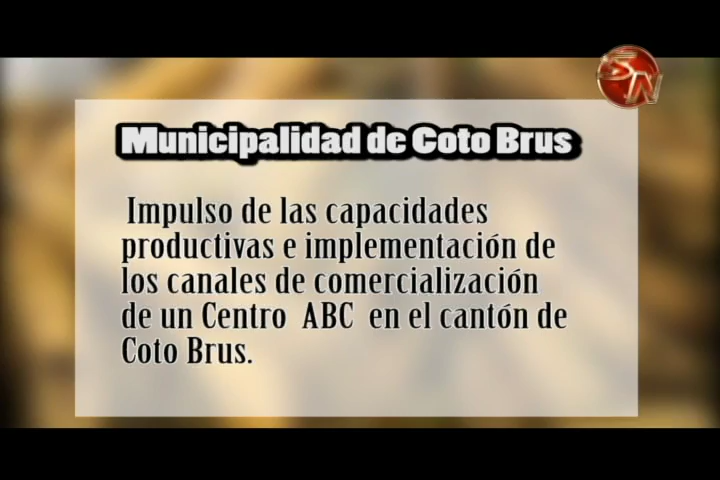 SN
Municipalidad de Coto Brus
Impulso de las capacidades
productivas e implementación de
los canales de comercialización
de un Centro ABC en el cantón de
Coto Brus.